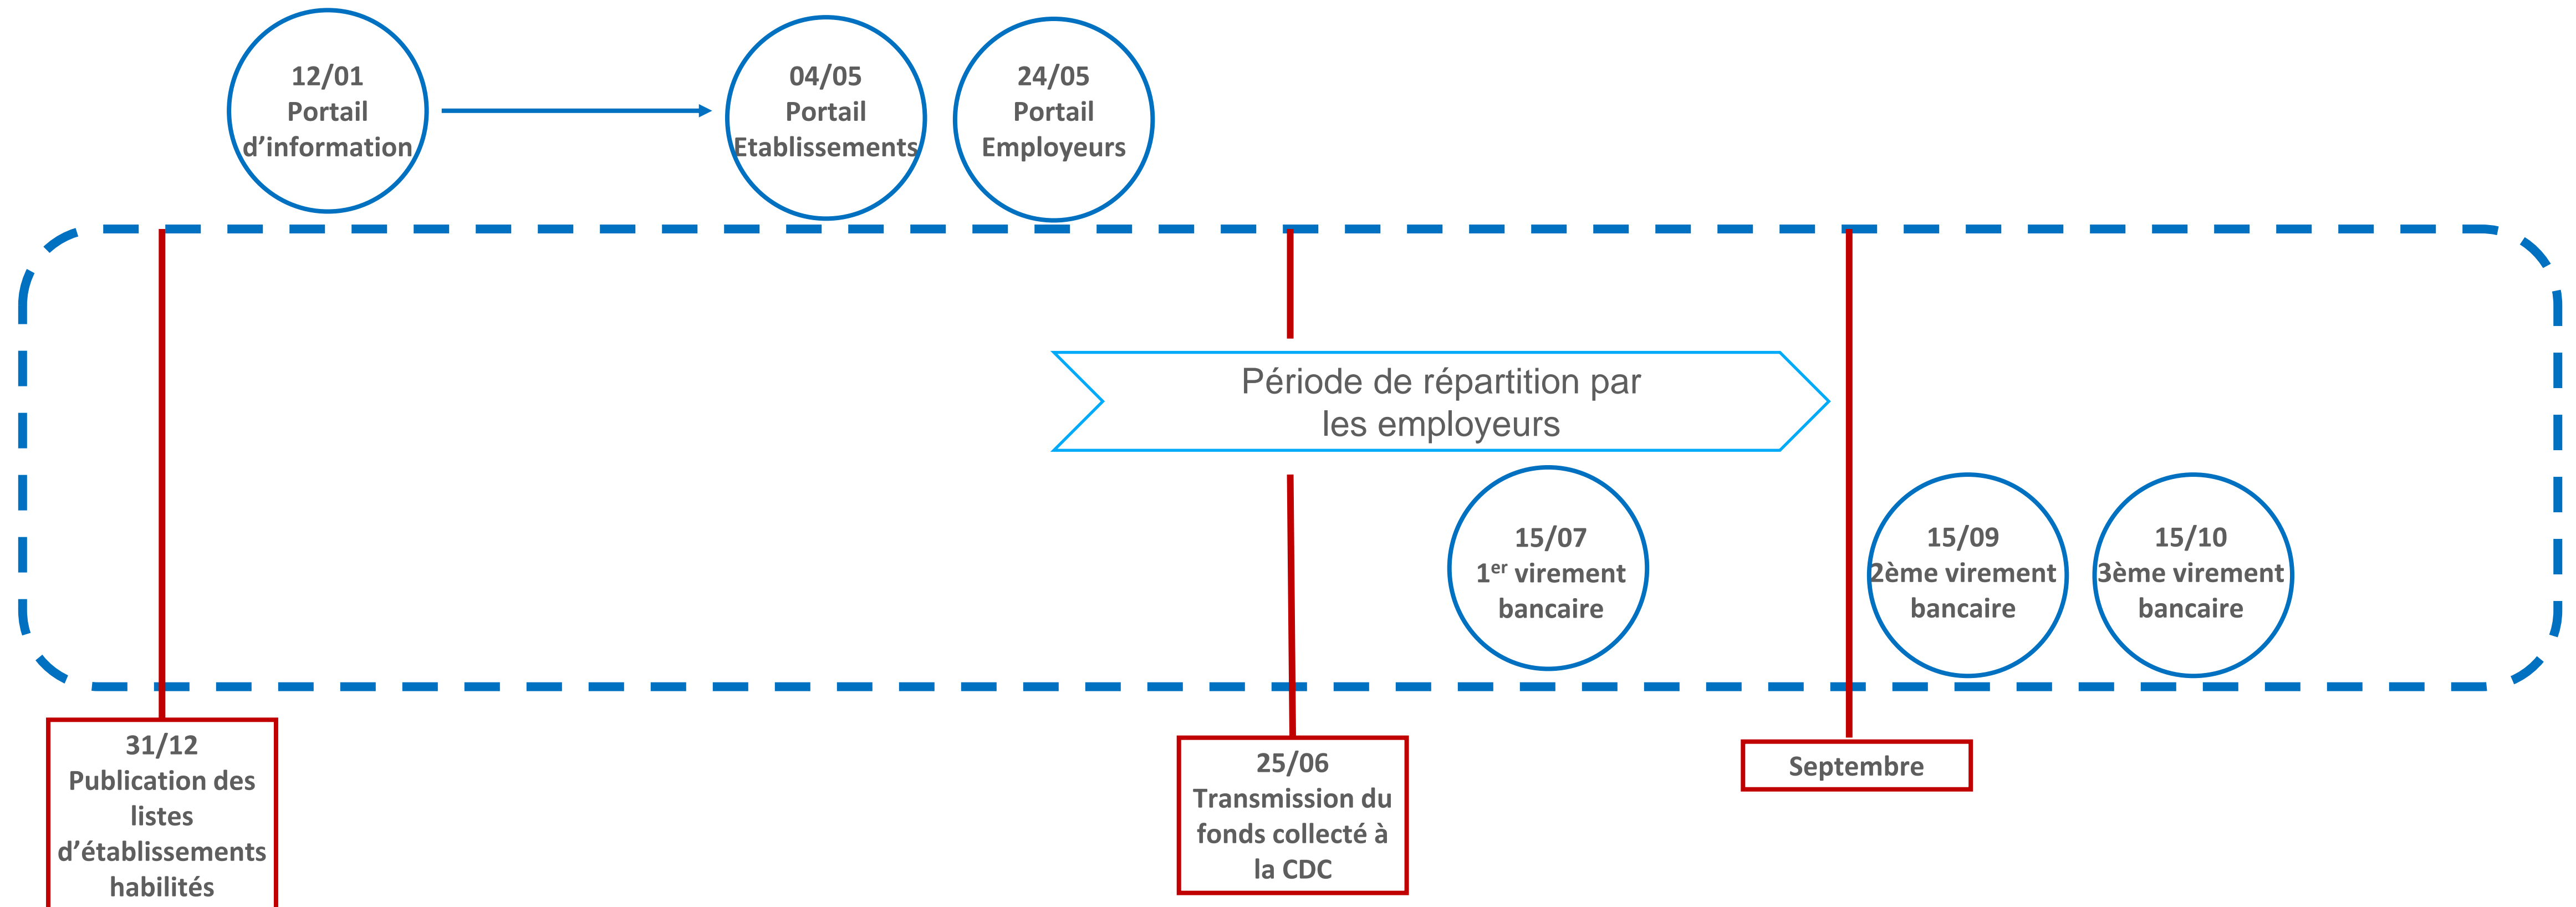 12/01
Portail
d’information
04/05
Portail
Etablissements
24/05
Portail
Employeurs
Période de répartition par
les employeurs
15/07
1er virement
bancaire
15/09
2ème virement
bancaire
15/10
3ème virement
bancaire
31/12
Publication des
listes
d’établissements
habilités
25/06
Transmission du
fonds collecté à
la CDC
Septembre